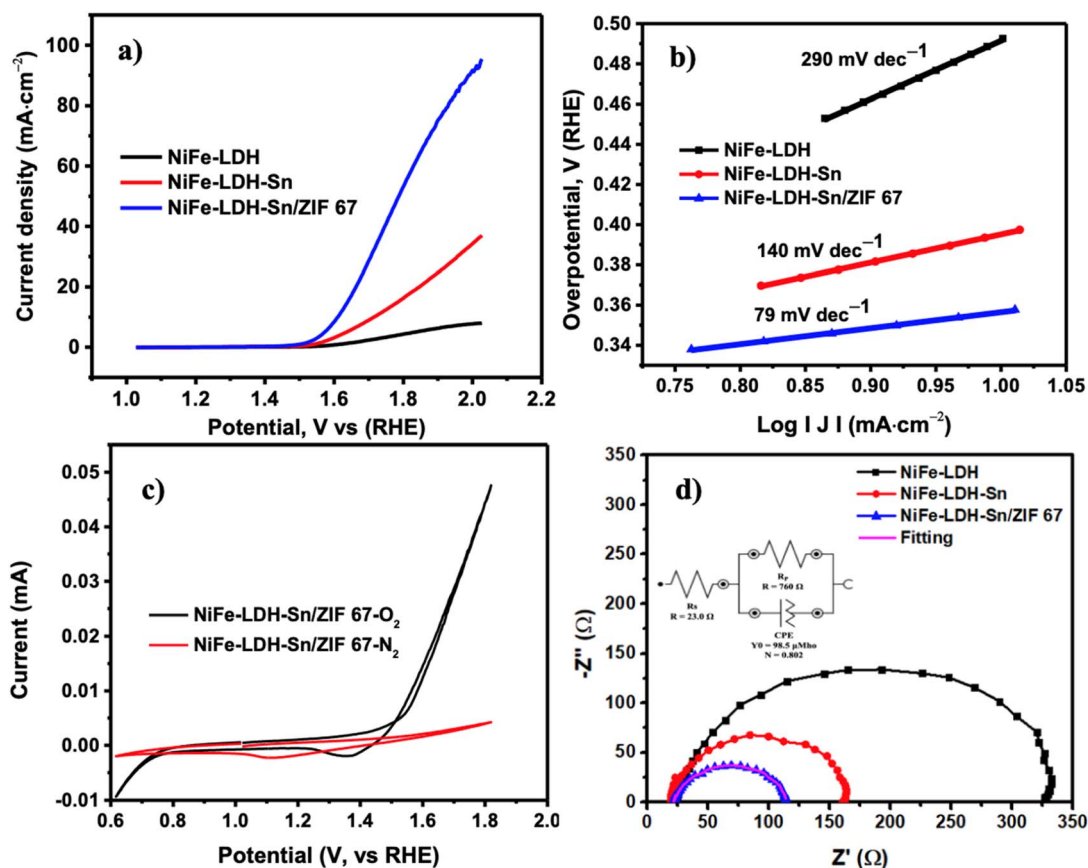 a)
Current density (mA·cm−2)
100
80
60
40
20
0
NiFe-LDH
NiFe-LDH-Sn
NiFe-LDH-Sn/ZIF 67
1.0 1.2 1.4 1.6 1.8 2.0 2.2
Potential, V vs (RHE)
b)
Overpotential, V (RHE)
0.50
0.46
0.42
0.38
0.34
290 mV dec−1
NiFe-LDH
NiFe-LDH-Sn
NiFe-LDH-Sn/ZIF 67
140 mV dec−1
79 mV dec−1
0.75 0.80 0.85 0.90 0.95 1.00 1.05
Log I J I (mA·cm−2)
c)
Current (mA)
0.05
0.04
0.03
0.02
0.01
0.00
-0.01
NiFe-LDH-Sn/ZIF 67-O2
NiFe-LDH-Sn/ZIF 67-N2
0.6 0.8 1.0 1.2 1.4 1.6 1.8 2.0
Potential (V, vs RHE)
d)
-Z'' (Ω)
350
300
250
200
150
100
50
0
NiFe-LDH
NiFe-LDH-Sn
NiFe-LDH-Sn/ZIF 67
Fitting
Rs
R = 23.0 Ω
RP
R = 760 Ω
CPE
Y0 = 98.5 µMho
N = 0.802
0 50 100 150 200 250 300 350
Z' (Ω)